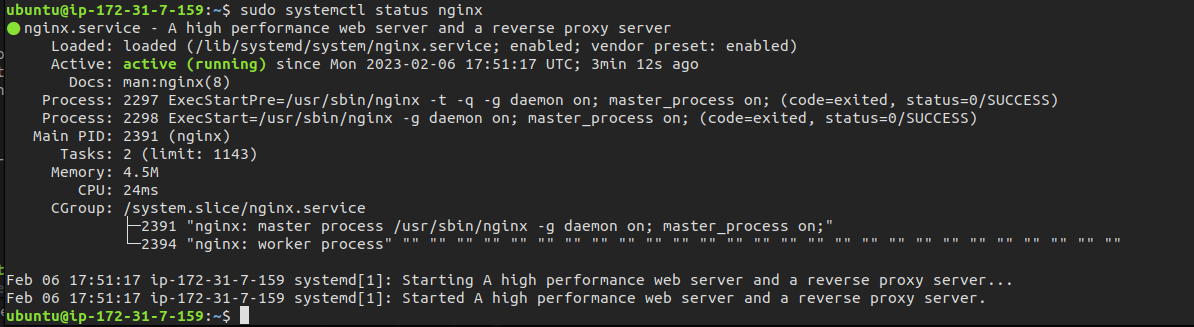 ubuntu@ip-172-31-7-159:~$ sudo systemctl status nginx
● nginx.service - A high performance web server and a reverse proxy server
     Loaded: loaded (/lib/systemd/system/nginx.service; enabled; vendor preset: enabled)
     Active: active (running) since Mon 2023-02-06 17:51:17 UTC; 3min 12s ago
       Docs: man:nginx(8)
    Process: 2297 ExecStartPre=/usr/sbin/nginx -t -q -g daemon on; master_process on; (code=exited, status=0/SUCCESS)
    Process: 2298 ExecStart=/usr/sbin/nginx -g daemon on; master_process on; (code=exited, status=0/SUCCESS)
   Main PID: 2391 (nginx)
      Tasks: 2 (limit: 1143)
     Memory: 4.5M
        CPU: 24ms
     CGroup: /system.slice/nginx.service
             ├─2391 "nginx: master process /usr/sbin/nginx -g daemon on; master_process on;"
             └─2394 "nginx: worker process" "" "" "" "" "" "" "" "" "" "" "" "" "" "" "" "" "" "" "" "" "" "" "" "" "" "" ""

Feb 06 17:51:17 ip-172-31-7-159 systemd[1]: Starting A high performance web server and a reverse proxy server...
Feb 06 17:51:17 ip-172-31-7-159 systemd[1]: Started A high performance web server and a reverse proxy server.
ubuntu@ip-172-31-7-159:~$